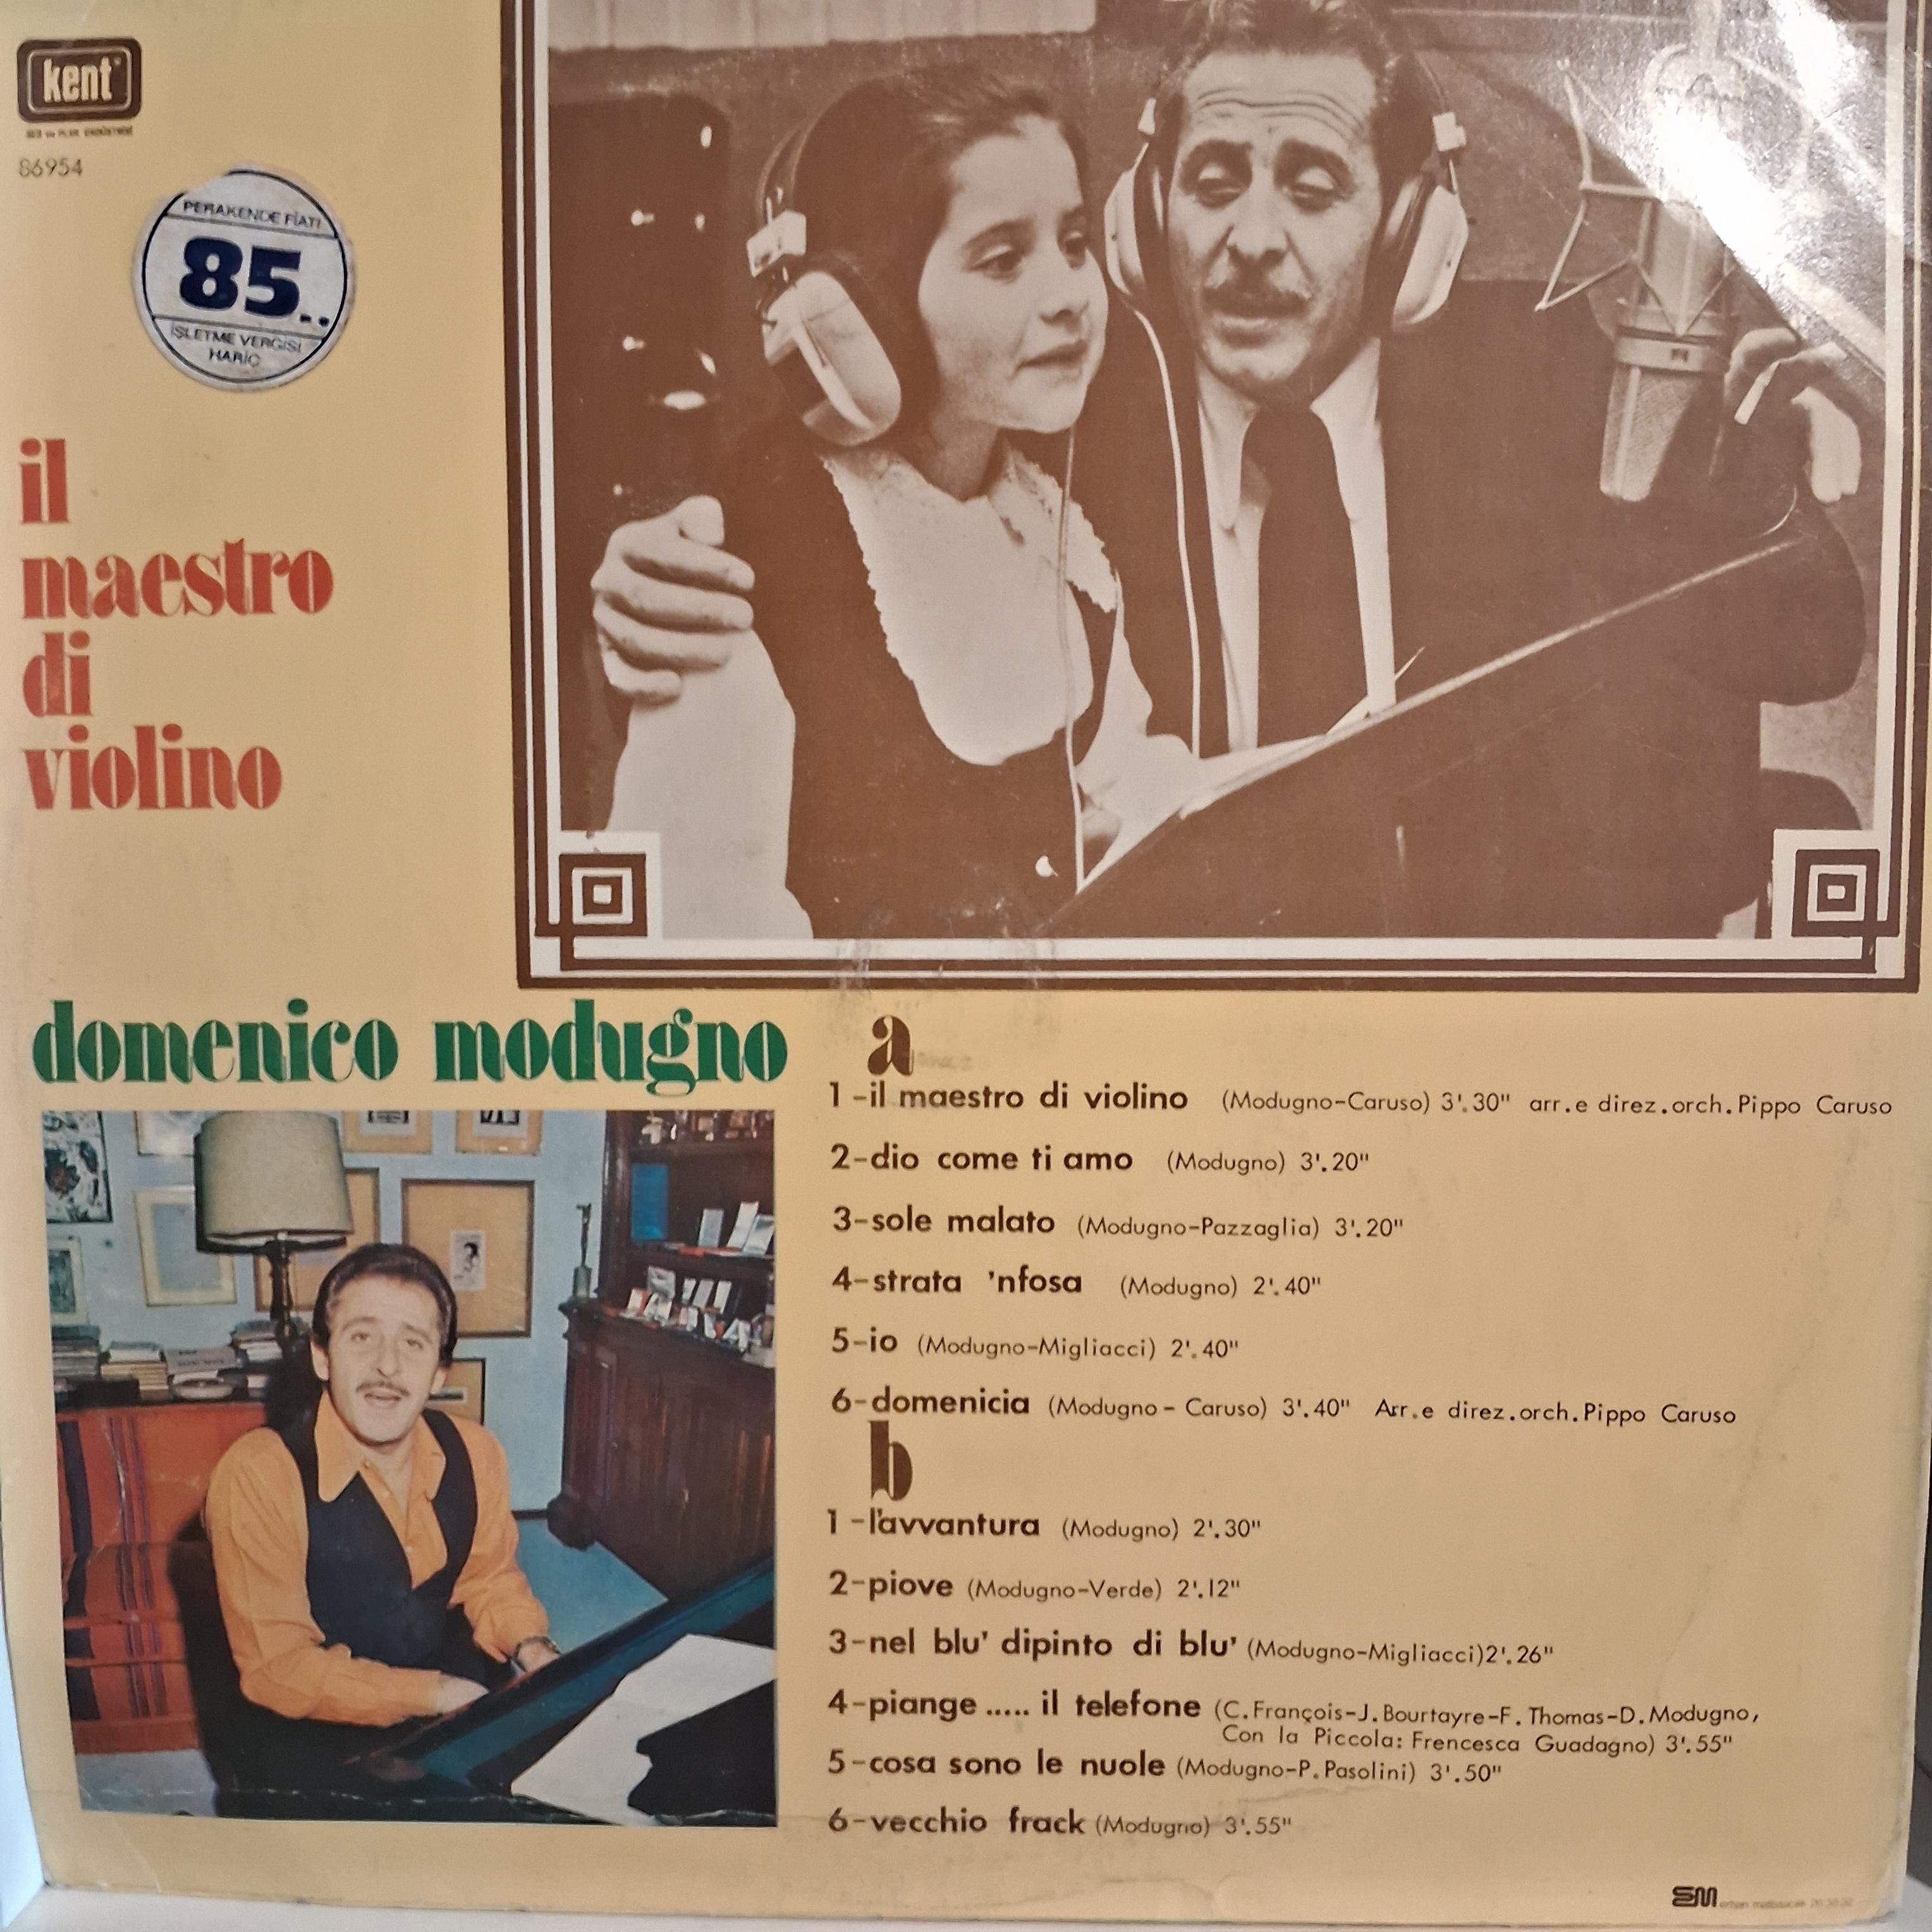 kent
SES ve PLAK ENDÜSTRİSİ
86954
PERAKENDE FİATI
85..
İŞLETME VERGİSİ
HARİÇ
il
maestro
di
violino
domenico modugno
a
1-il maestro di violino (Modugno-Caruso) 3'.30" arr.e direz.orch.Pippo Caruso
2-dio come ti amo (Modugno) 3'.20"
3-sole malato (Modugno-Pazzaglia) 3'.20"
4-strata 'nfosa (Modugno) 2'.40"
5-io (Modugno-Migliacci) 2'.40"
6-domenicia (Modugno-Caruso) 3'.40" Arr.e direz.orch.Pippo Caruso
b
1-l'avvantura (Modugno) 2'.30"
2-piove (Modugno-Verde) 2'.12"
3-nel blu' dipinto di blu' (Modugno-Migliacci)2'.26"
4-piange ..... il telefone (C.François-J.Bourtayre-F.Thomas-D.Modugno,
Con la Piccola: Frencesca Guadagno) 3'.55"
5-cosa sono le nuole (Modugno-P.Pasolini) 3'.50"
6-vecchio frack (Modugno) 3'.55"